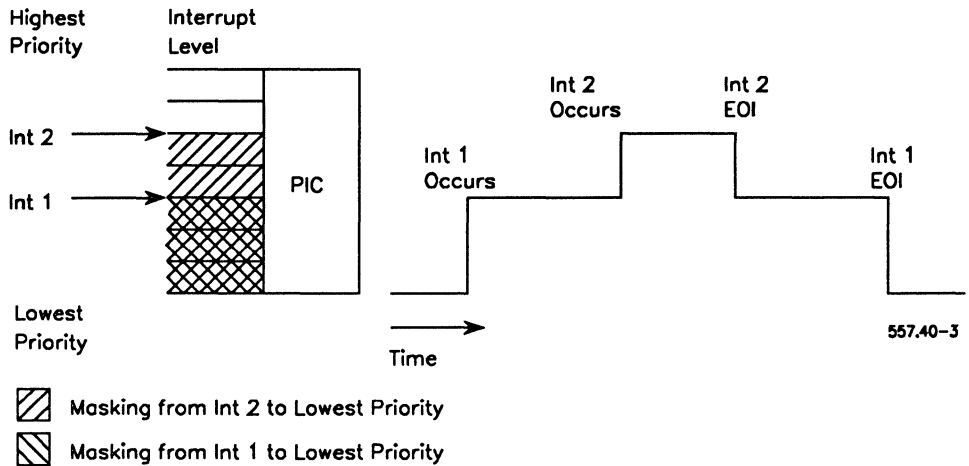 Highest
Priority
Interrupt
Level
Int 2
Int 1
PIC
Lowest
Priority
Int 1
Occurs
Int 2
Occurs
Int 2
EOI
Int 1
EOI
Time
557.40-3
Masking from Int 2 to Lowest Priority
Masking from Int 1 to Lowest Priority